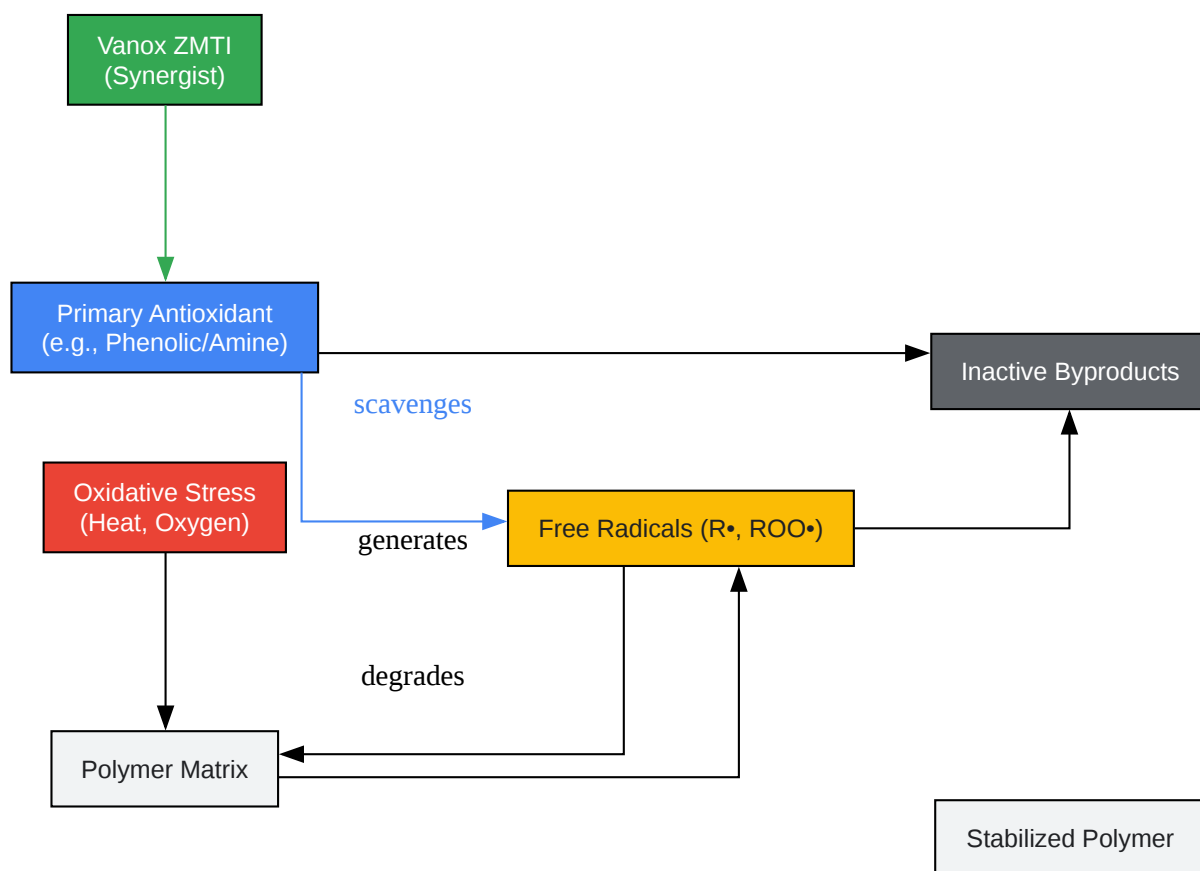 Vanox ZMTI
(Synergist)
Primary Antioxidant
(e.g., Phenolic/Amine)
Inactive Byproducts
scavenges
Oxidative Stress
(Heat, Oxygen)
Free Radicals (R•, ROO•)
generates
degrades
Polymer Matrix
Stabilized Polymer